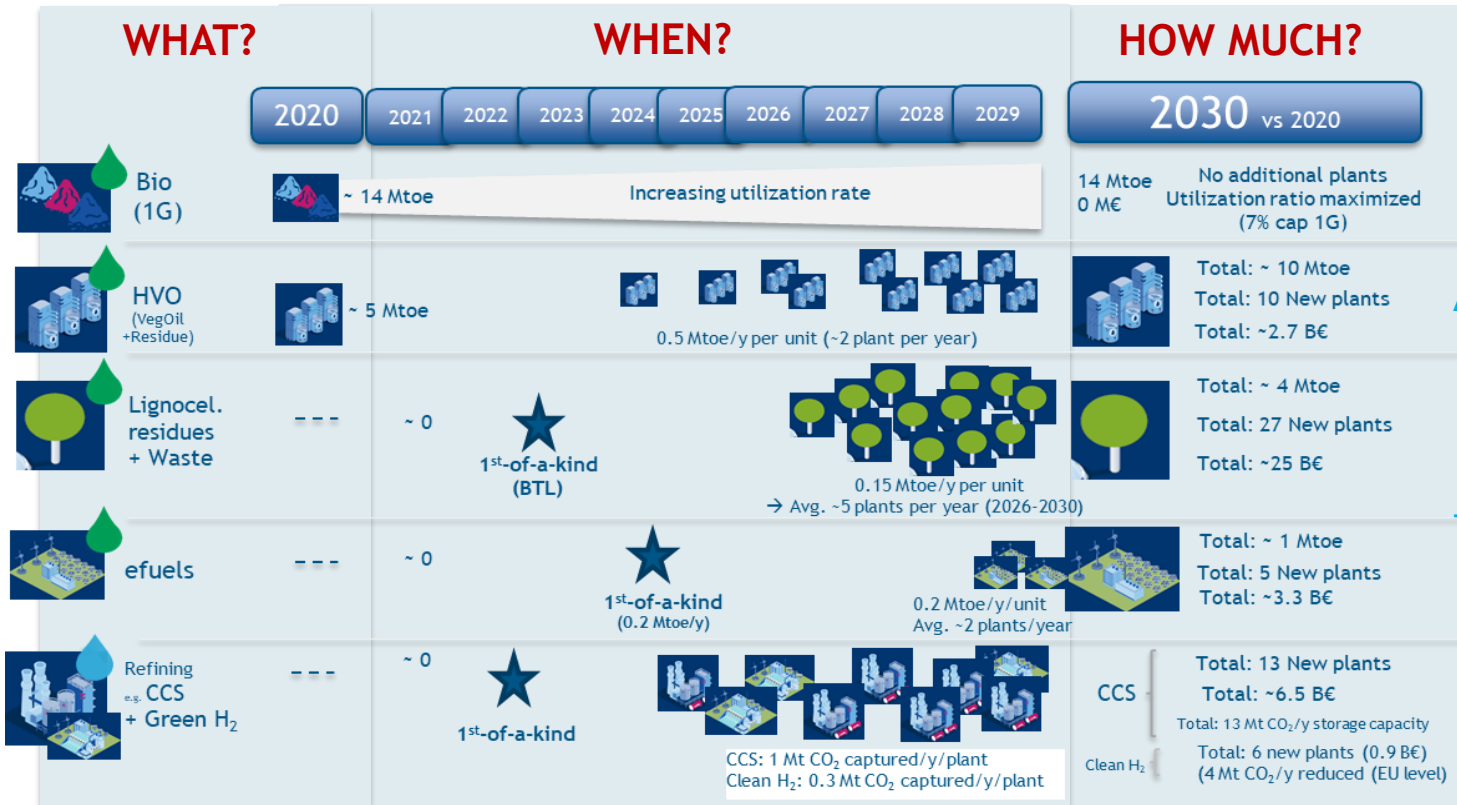 WHAT?
WHEN?
HOW MUCH?
2020
2021
2022
2023
2024
2025
2026
2027
2028
2029
2030 vs 2020
Bio
(1G)
~ 14 Mtoe
Increasing utilization rate
14 Mtoe
0 M€
No additional plants
Utilization ratio maximized
(7% cap 1G)
HVO
(VegOil
+Residue)
~ 5 Mtoe
0.5 Mtoe/y per unit (~2 plant per year)
Total: ~ 10 Mtoe
Total: 10 New plants
Total: ~2.7 B€
Lignocel.
residues
+ Waste
---
~ 0
1st-of-a-kind
(BTL)
0.15 Mtoe/y per unit
→ Avg. ~5 plants per year (2026-2030)
Total: ~ 4 Mtoe
Total: 27 New plants
Total: ~25 B€
efuels
---
~ 0
1st-of-a-kind
(0.2 Mtoe/y)
0.2 Mtoe/y/unit
Avg. ~2 plants/year
Total: ~ 1 Mtoe
Total: 5 New plants
Total: ~3.3 B€
Refining
e.g. CCS
+ Green H2
---
~ 0
1st-of-a-kind
CCS: 1 Mt CO2 captured/y/plant
Clean H2: 0.3 Mt CO2 captured/y/plant
CCS
Total: 13 New plants
Total: ~6.5 B€
Total: 13 Mt CO2/y storage capacity
Clean H2
Total: 6 new plants (0.9 B€)
(4 Mt CO2/y reduced (EU level)